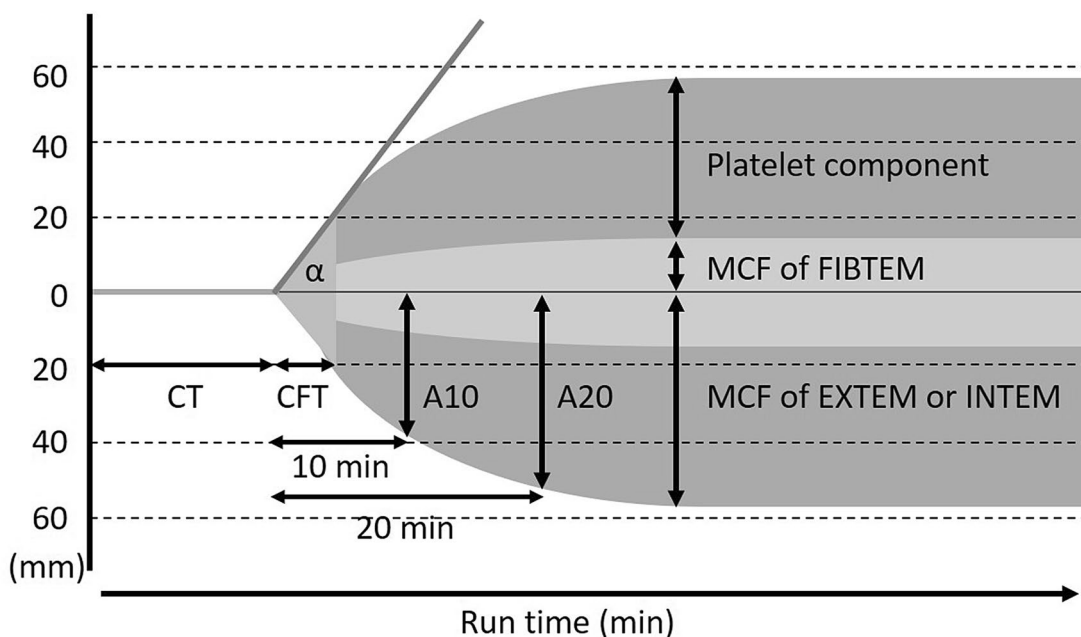 60
40
Platelet component
20
α
MCF of FIBTEM
0
20
CT
CFT
A10
A20
MCF of EXTEM or INTEM
40
10 min
60
20 min
(mm)
Run time (min)